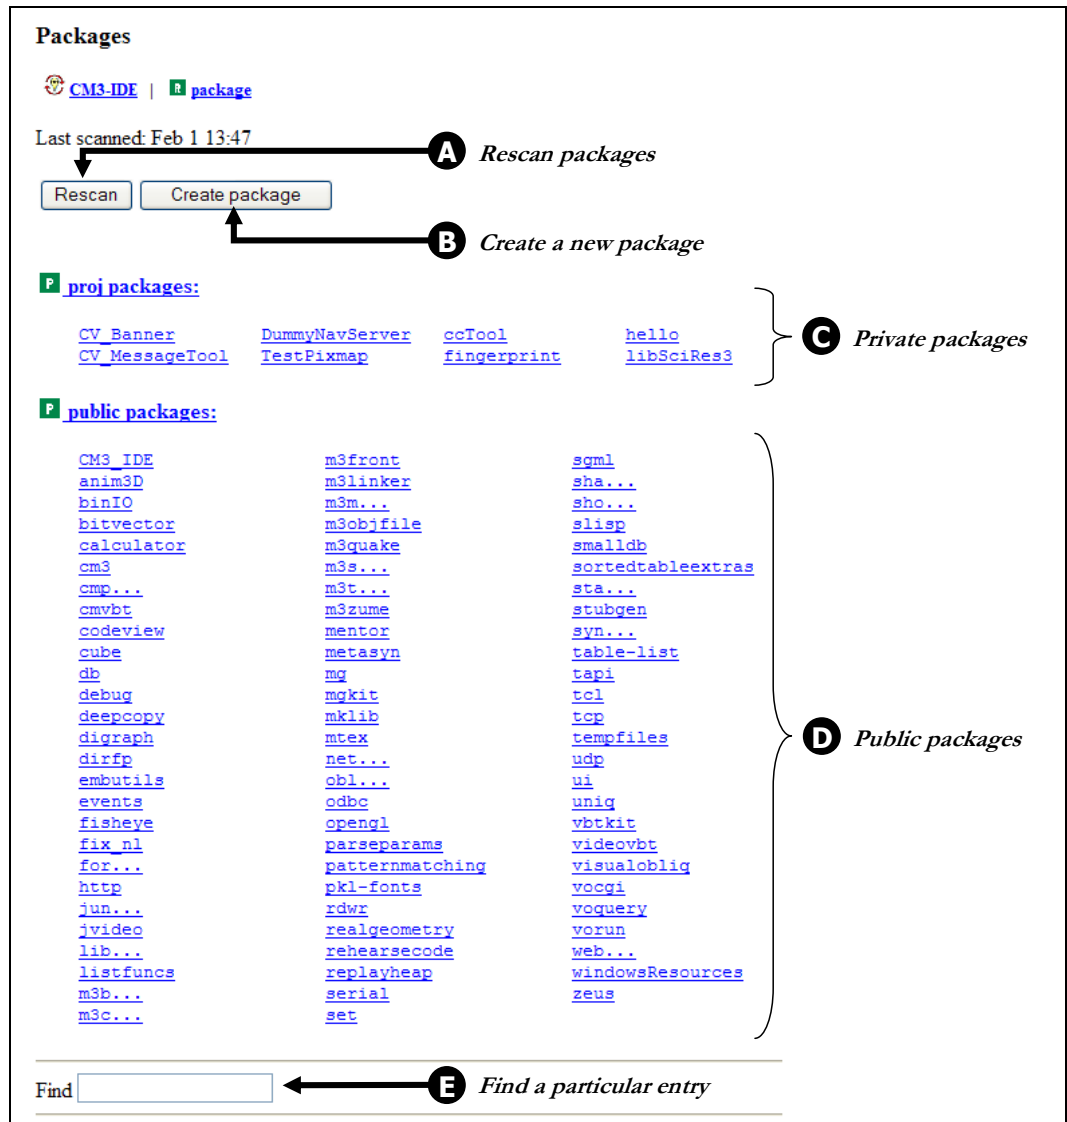 Packages
CM3-IDE | R package
Last scanned: Feb 1 13:47
A Rescan packages
Rescan Create package
B Create a new package
P proj packages:
CV_Banner DummyNavServer ccTool hello
CV_MessageTool TestPixmap fingerprint libSciRes3
C Private packages
P public packages:
CM3_IDE m3front sgml
anim3D m3linker sha...
binIO m3m... sho...
bitvector m3objfile slisp
calculator m3quake smalldb
cm3 m3s... sortedtableextras
cmp... m3t... sta...
cmvbt m3zume stubgen
codeview mentor syn...
cube metasyn table-list
db mg tapi
debug mgkit tcl
deepcopy mklib tcp
digraph mtex tempfiles
D Public packages
dirfp net... udp
embutils obl... ui
events odbc uniq
fisheye opengl vbtkit
fix_nl parseparams videovbt
for... patternmatching visualobliq
http pkl-fonts vocgi
jun... rdwr voquery
jvideo realgeometry vorun
lib... rehearsecode web...
listfuncs replayheap windowsResources
m3b... serial zeus
m3c... set
Find
E Find a particular entry